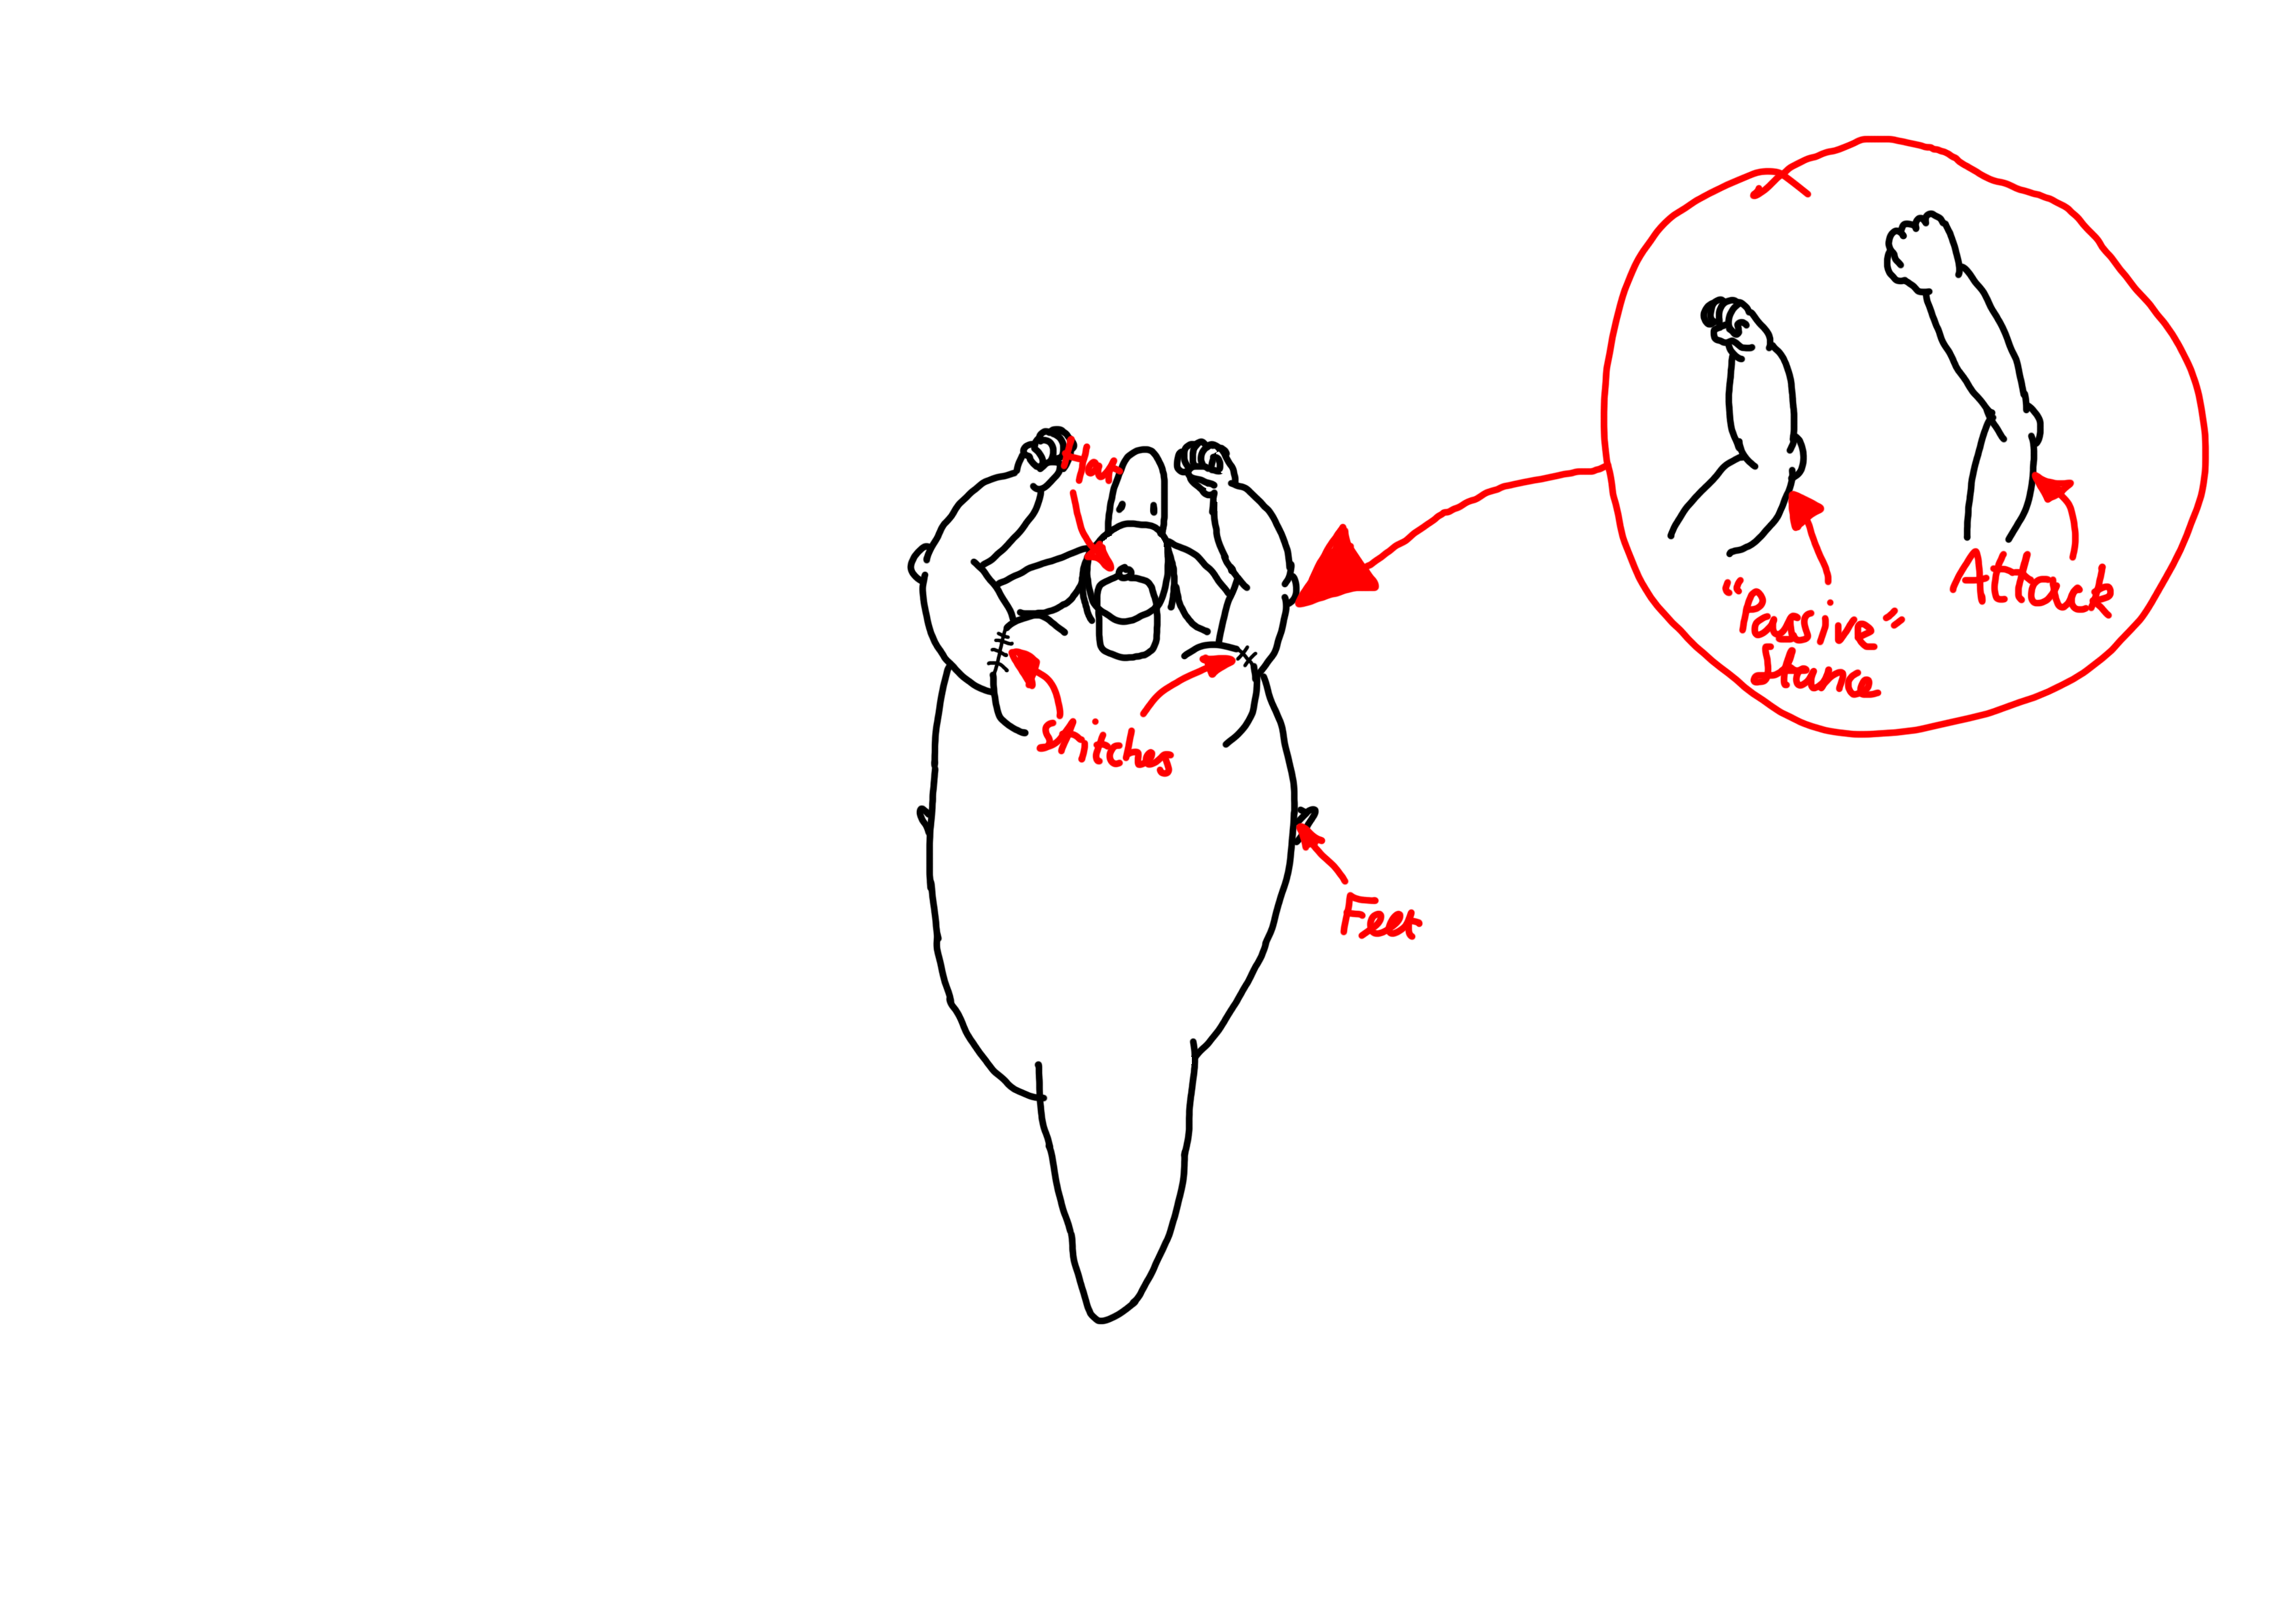 Hat
Stitches
Feet
"Passive"
Stance
Attack